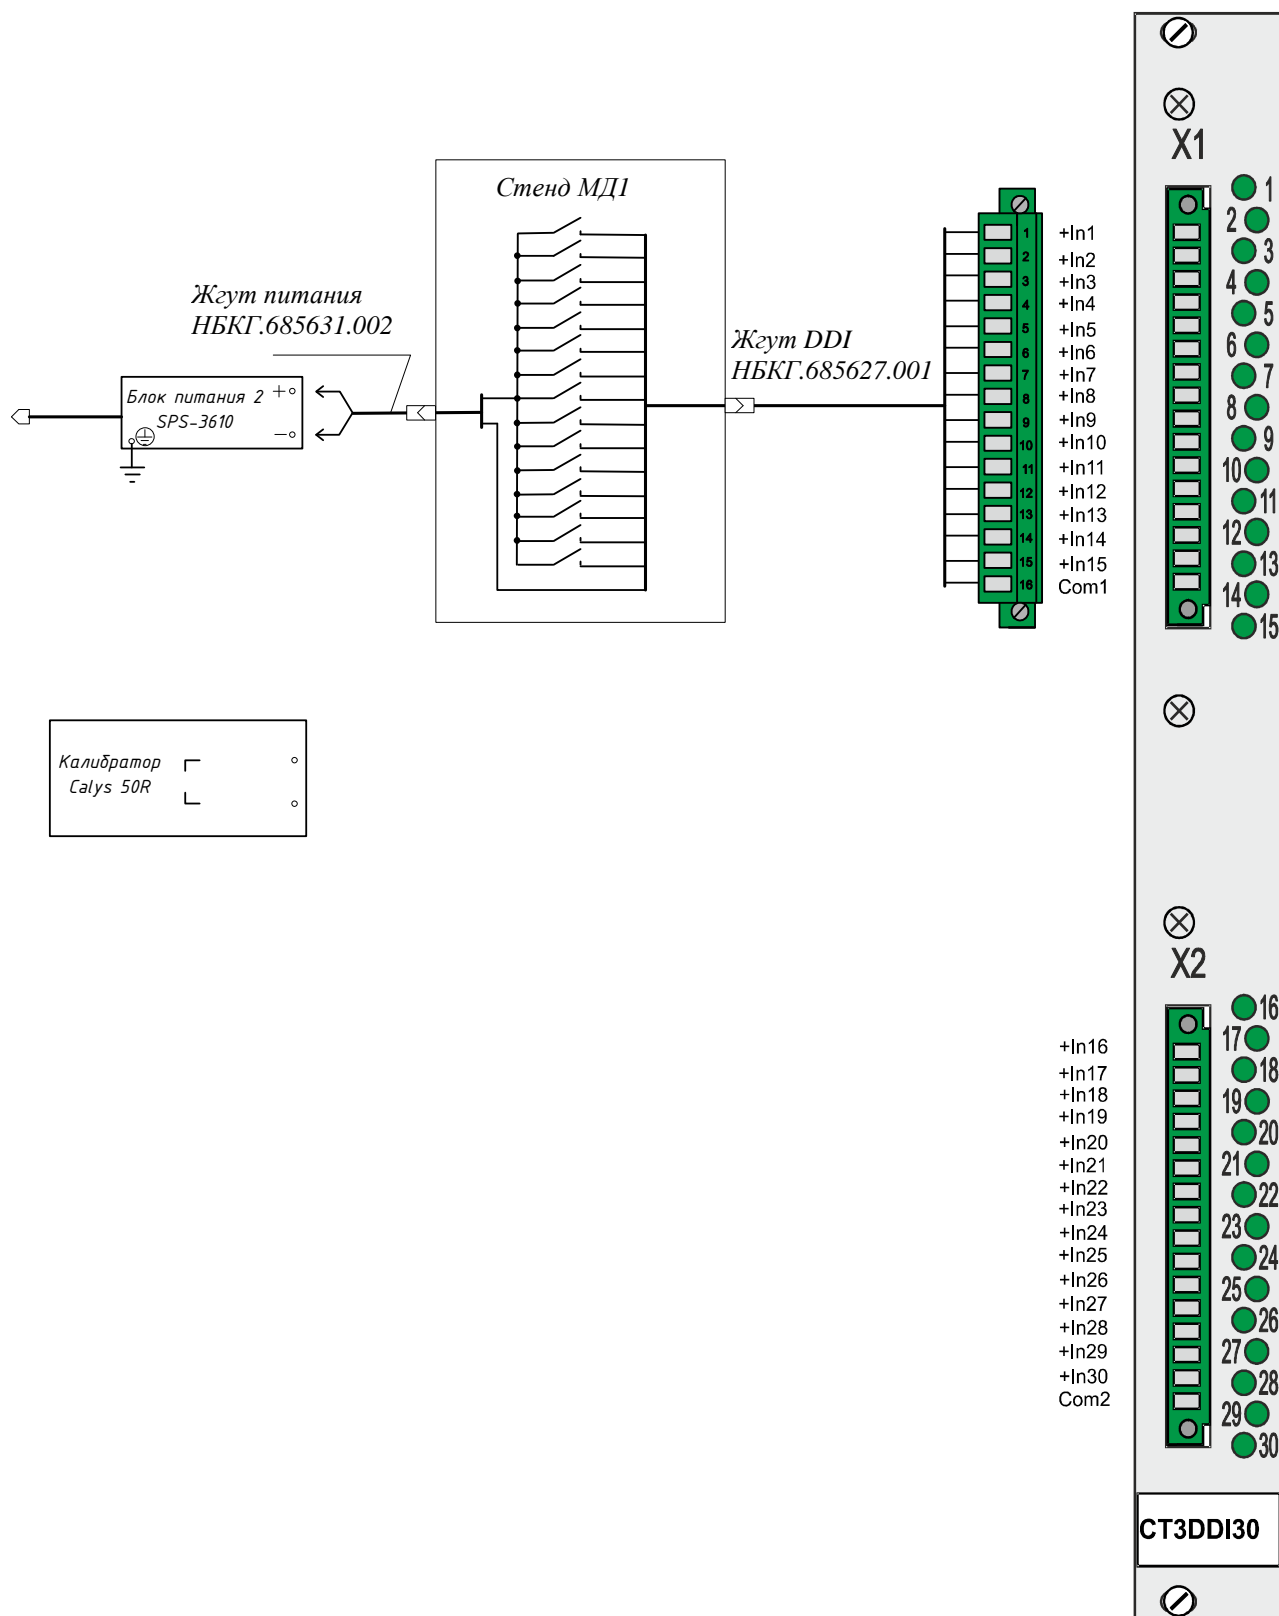 X1
Стенд МД1
Жгут питания
НБКГ.685631.002
Жгут DDI
НБКГ.685627.001
Блок питания 2
SPS-3610
+
−
1
2
3
4
5
6
7
8
9
10
11
12
13
14
15
16
+In1
+In2
+In3
+In4
+In5
+In6
+In7
+In8
+In9
+In10
+In11
+In12
+In13
+In14
+In15
Com1
1
2
3
4
5
6
7
8
9
10
11
12
13
14
15
Калибратор
Calys 50R
X2
+In16
+In17
+In18
+In19
+In20
+In21
+In22
+In23
+In24
+In25
+In26
+In27
+In28
+In29
+In30
Com2
16
17
18
19
20
21
22
23
24
25
26
27
28
29
30
CT3DDI30